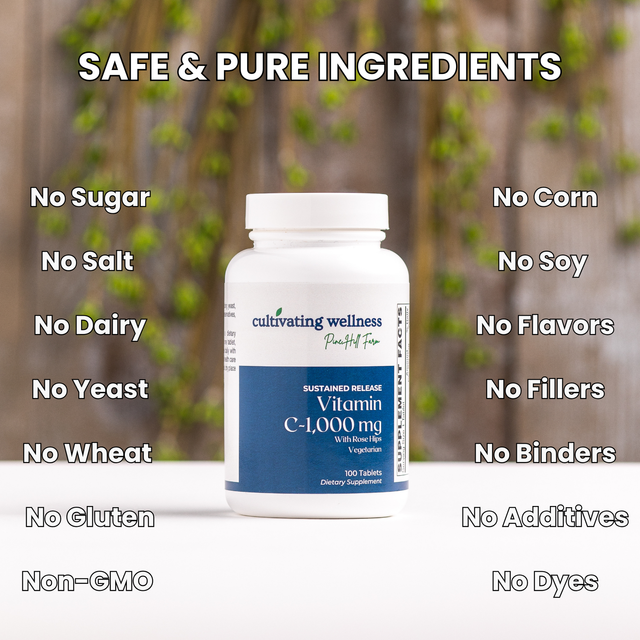 SAFE & PURE INGREDIENTS
No Sugar
No Salt
No Dairy
No Yeast
No Wheat
No Gluten
Non-GMO
No Corn
No Soy
No Flavors
No Fillers
No Binders
No Additives
No Dyes
cultivating wellness
PineHill Farm
SUSTAINED RELEASE
Vitamin
C-1,000 mg
With Rose Hips
Vegetarian
100 Tablets
Dietary Supplement
SUPPLEMENT FACTS